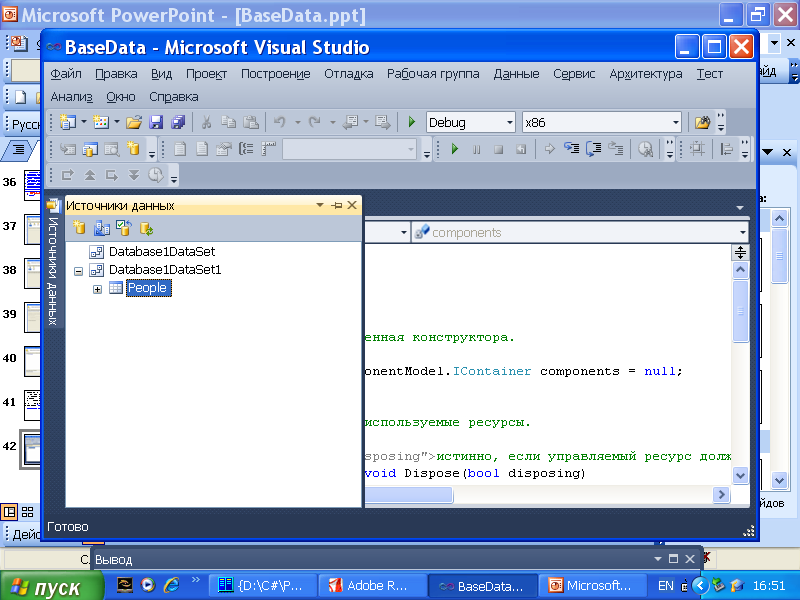 Microsoft PowerPoint - [BaseData.ppt]
BaseData - Microsoft Visual Studio
Файл Правка Вид Проект Построение Отладка Рабочая группа Данные Сервис Архитектура Тест
Анализ Окно Справка
Debug x86
Русск
Источники данных
components
Источники данных
Database1DataSet
Database1DataSet1
People
36
37
38
39
40
41
42
енная конструктора.
onentModel.IContainer components = null;
используемые ресурсы.
sposing">истинно, если управляемый ресурс долж
void Dispose(bool disposing)
Готово
йдов
Дейс
Вывод
пуск
{D:\C#\P...
Adobe R...
BaseData...
Microsoft...
EN
16:51